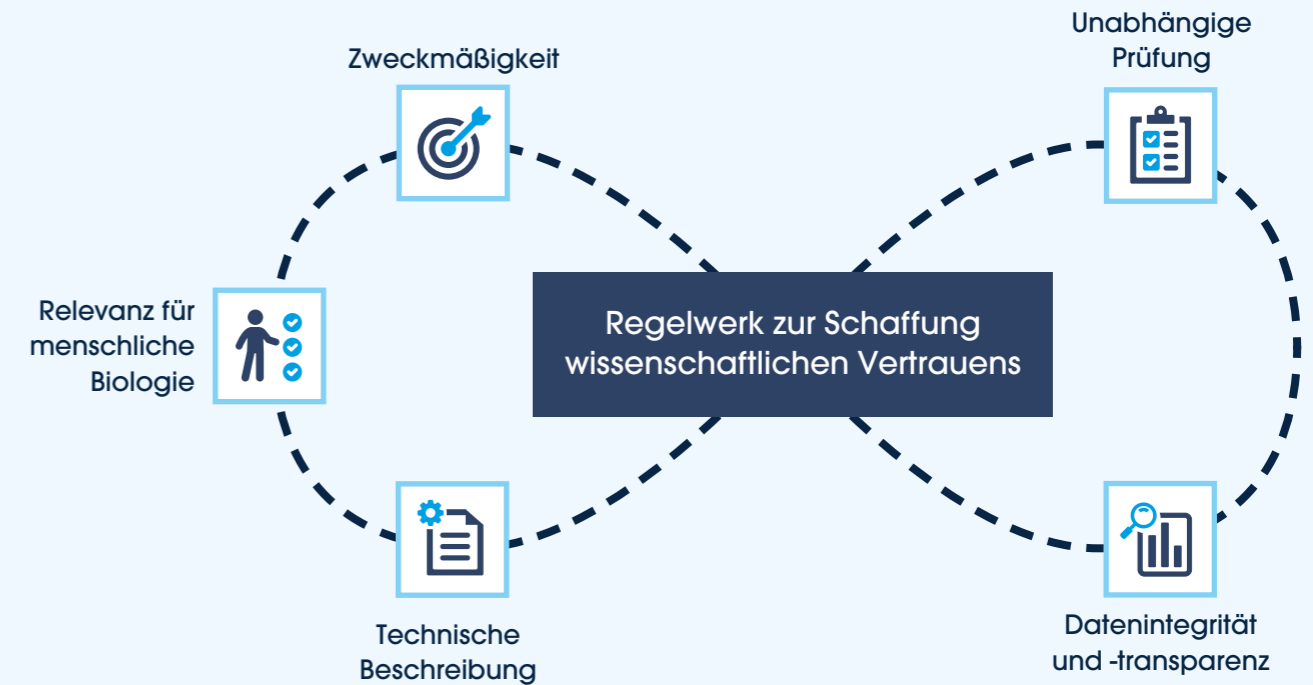 Zweckmäßigkeit
Unabhängige
Prüfung
Relevanz für
menschliche
Biologie
Regelwerk zur Schaffung
wissenschaftlichen Vertrauens
Technische
Beschreibung
Datenintegrität
und -transparenz